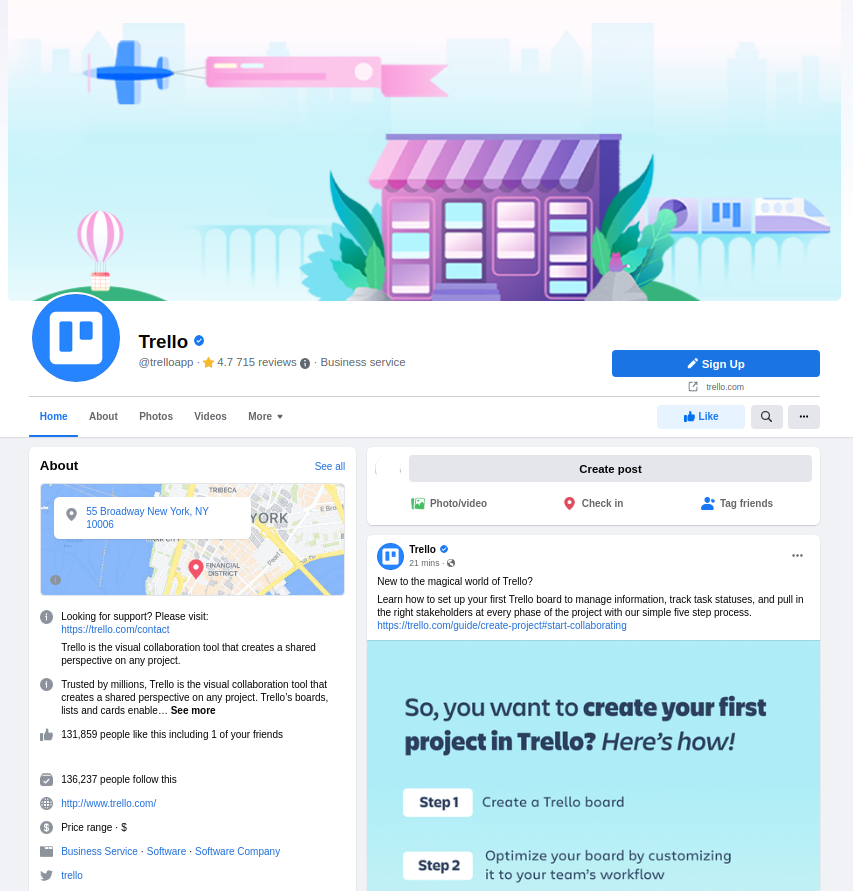 Trello
@trelloapp · 4.7 715 reviews · Business service
Sign Up
trello.com
Home
About
Photos
Videos
More
Like
About
See all
TRIBECA
55 Broadway New York, NY
10006
YORK
E Bro
Pearl
FINANCIAL
DISTRICT
Looking for support? Please visit:
https://trello.com/contact
Trello is the visual collaboration tool that creates a shared
perspective on any project.
Trusted by millions, Trello is the visual collaboration tool that
creates a shared perspective on any project. Trello's boards,
lists and cards enable… See more
131,859 people like this including 1 of your friends
136,237 people follow this
http://www.trello.com/
Price range · $
Business Service · Software · Software Company
trello
Create post
Photo/video
Check in
Tag friends
Trello
21 mins ·
New to the magical world of Trello?
Learn how to set up your first Trello board to manage information, track task statuses, and pull in
the right stakeholders at every phase of the project with our simple five step process.
https://trello.com/guide/create-project#start-collaborating
So, you want to create your first
project in Trello? Here's how!
Step 1
Create a Trello board
Step 2
Optimize your board by customizing
it to your team's workflow